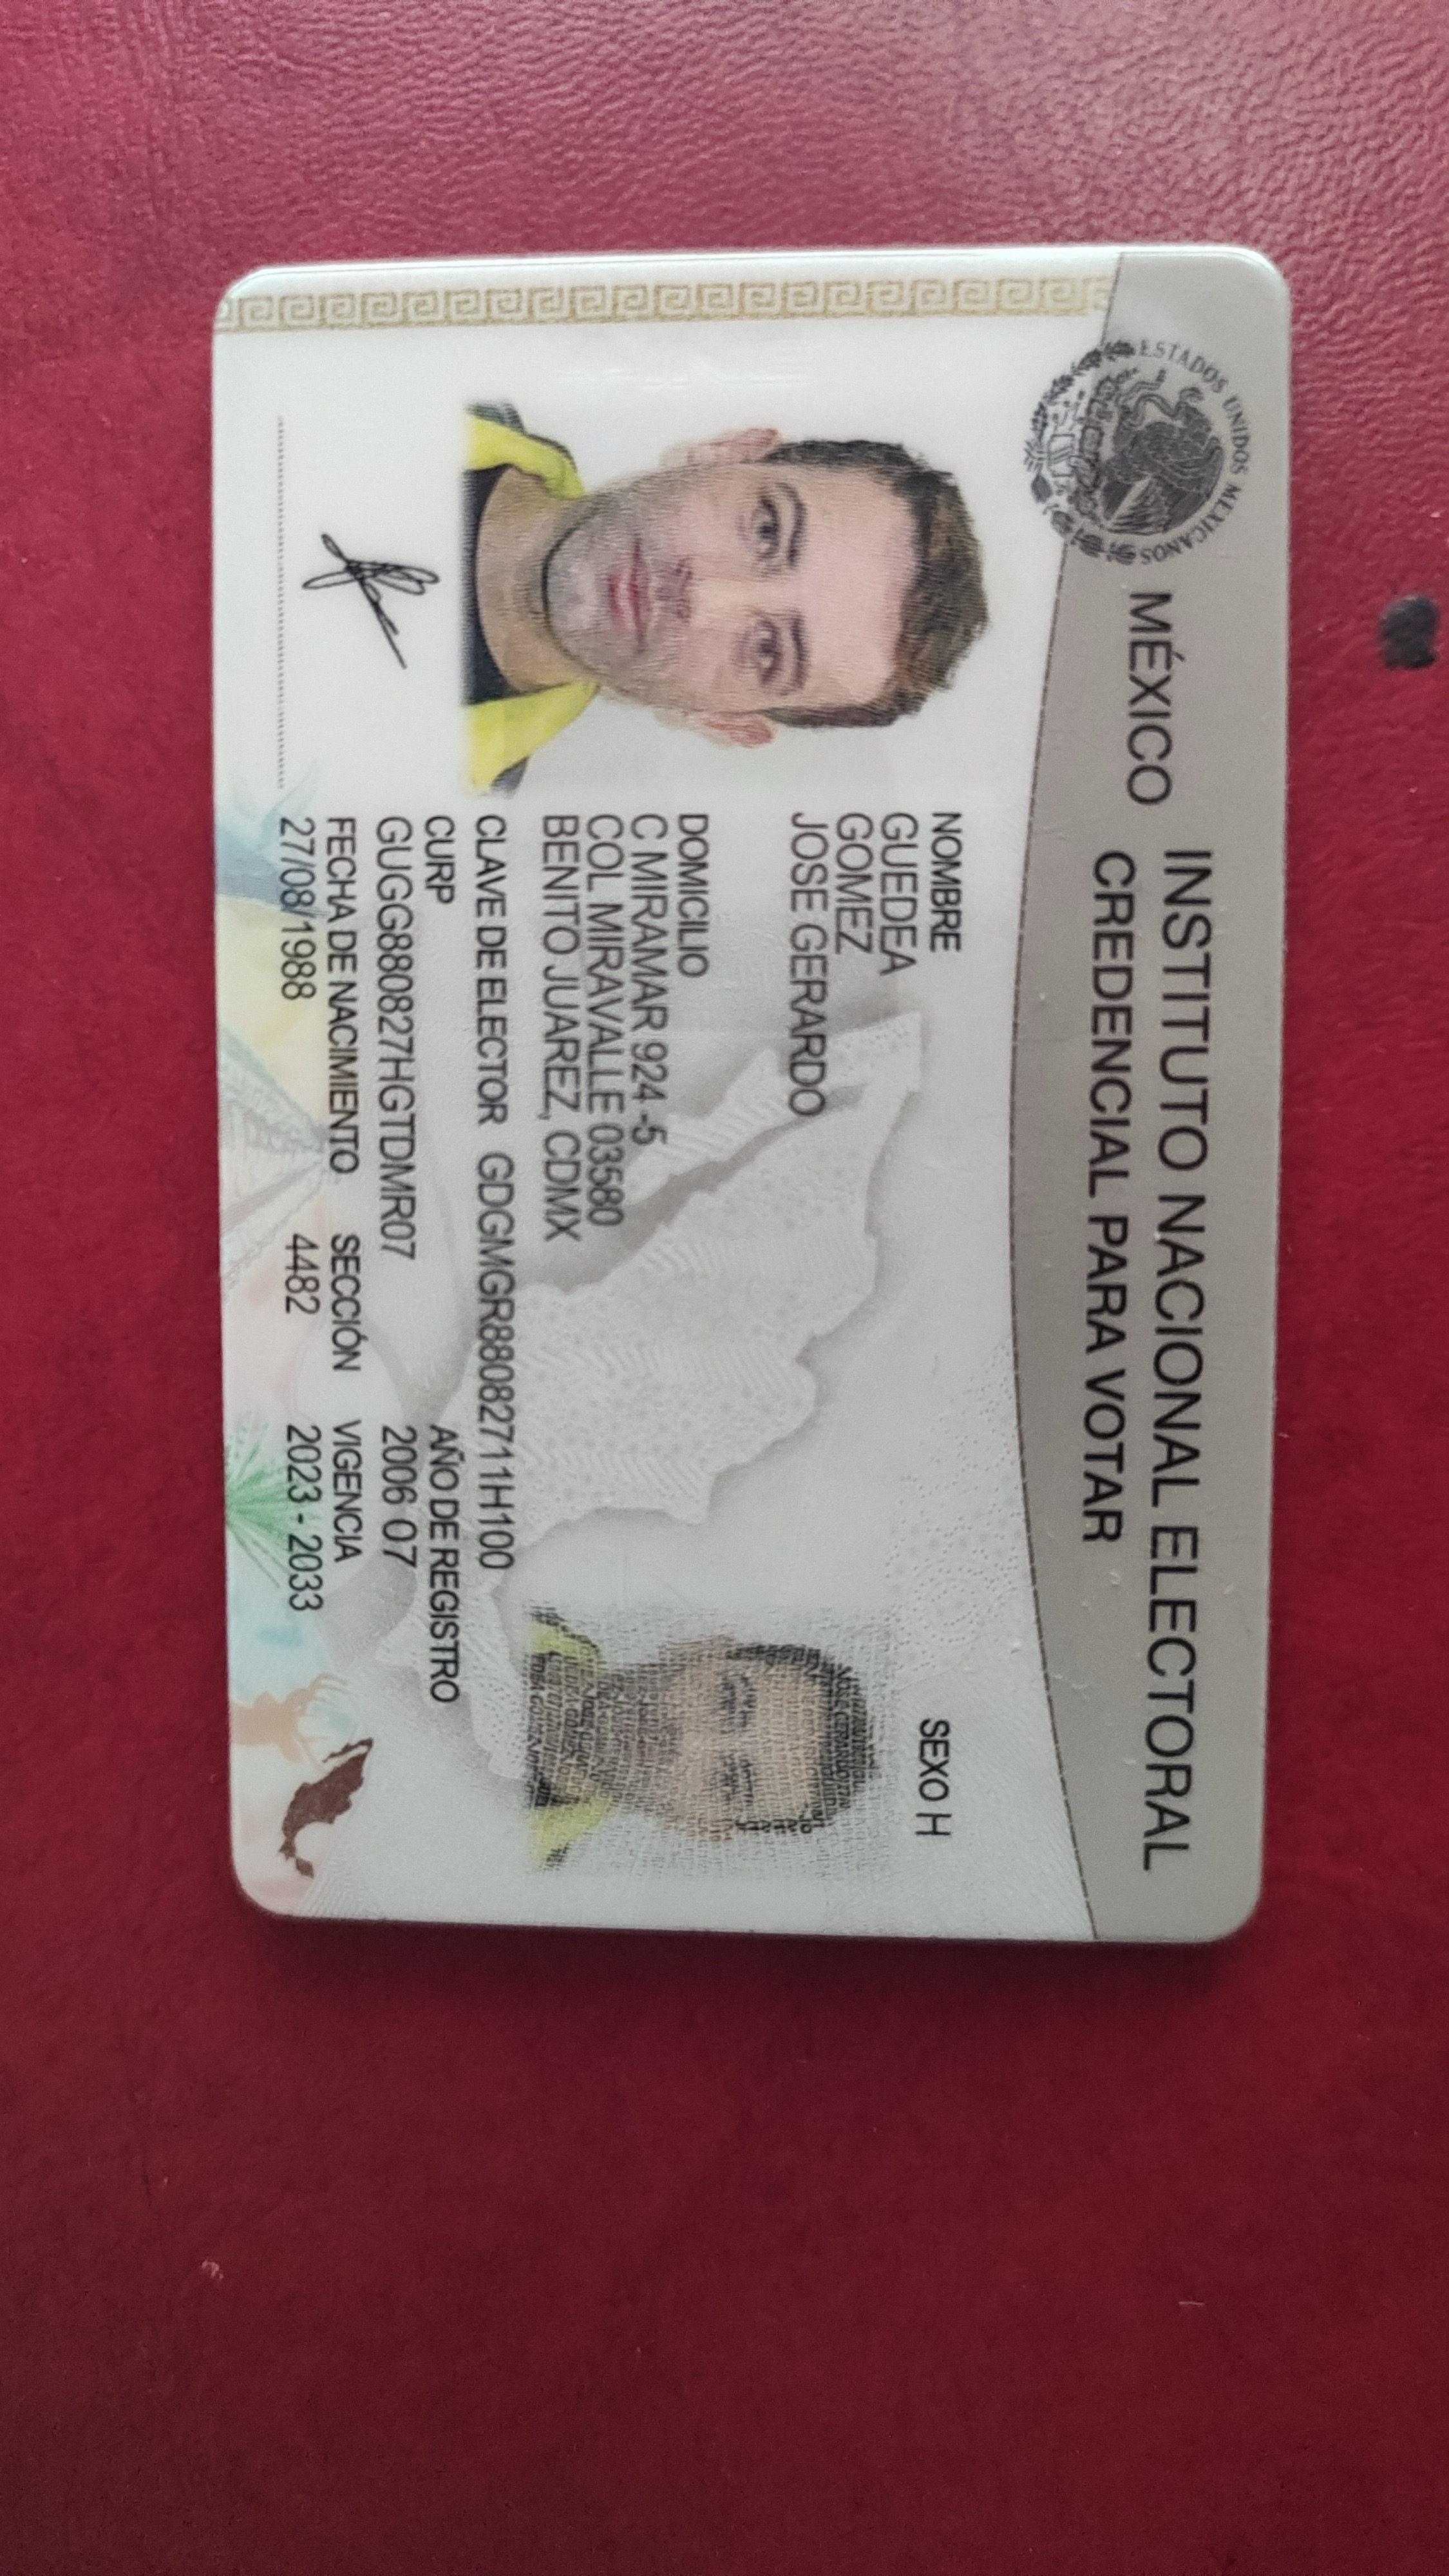 ESTADOS UNIDOS MEXICANOS
MÉXICO
INSTITUTO NACIONAL ELECTORAL
CREDENCIAL PARA VOTAR
NOMBRE
GUEDEA
GOMEZ
JOSE GERARDO
SEXO H
DOMICILIO
C MIRAMAR 924 -5
COL MIRAVALLE 03580
BENITO JUAREZ, CDMX
CLAVE DE ELECTOR GDGMGR88082711H100
CURP
GUGG880827HGTDMR07
AÑO DE REGISTRO
2006 07
FECHA DE NACIMIENTO
27/08/1988
SECCIÓN
4482
VIGENCIA
2023 - 2033